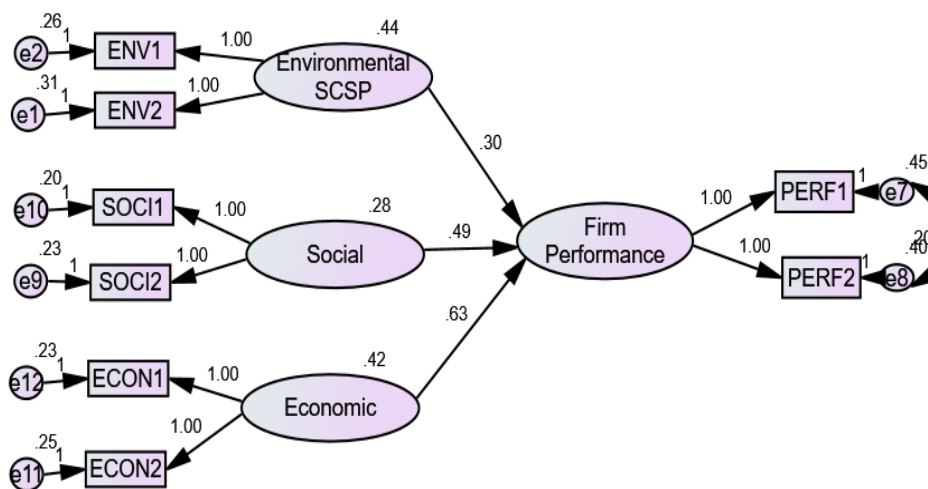 .26
1
e2
ENV1
1.00
.44
Environmental
SCSP
.31
1
e1
ENV2
1.00
.30
.20
1
e10
SOCI1
1.00
.28
Social
.49
.23
1
e9
SOCI2
1.00
Firm
Performance
1.00
PERF1
1
e7
.45
1.00
PERF2
1
e8
.40
.20
.63
.23
1
e12
ECON1
1.00
.42
Economic
.25
1
e11
ECON2
1.00